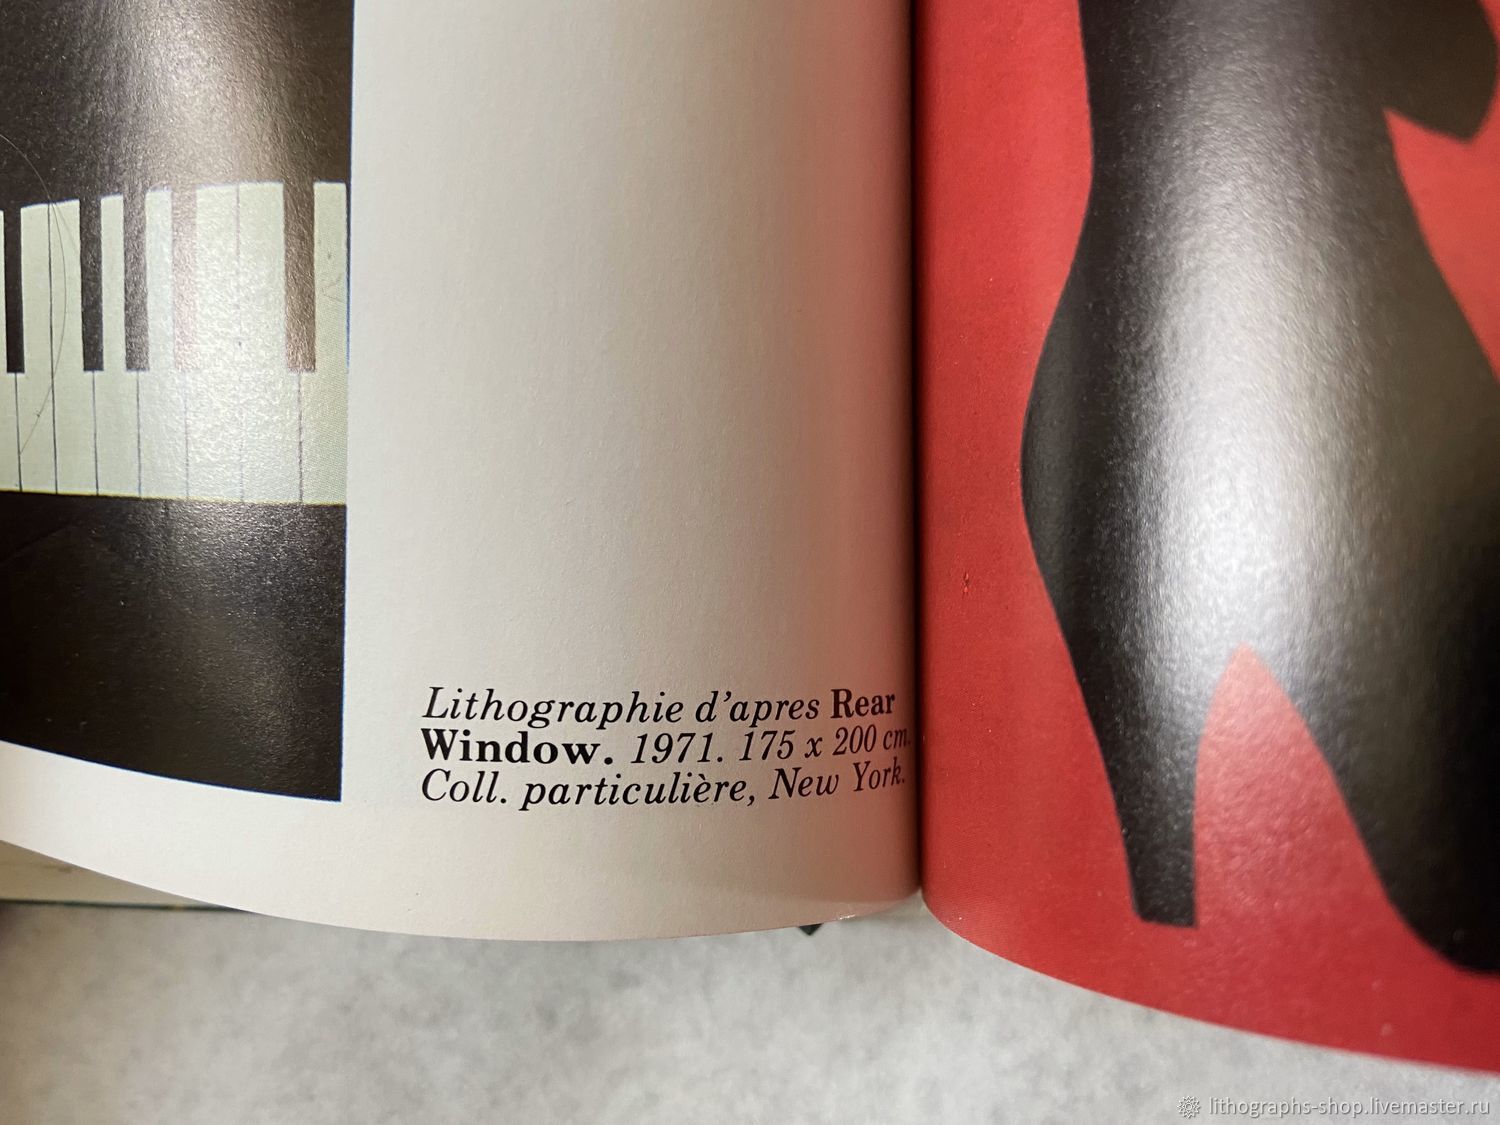 Lithographie d'apres Rear
Window. 1971. 175 x 200 cm.
Coll. particulière, New York.
lithographs-shop.livemaster.ru